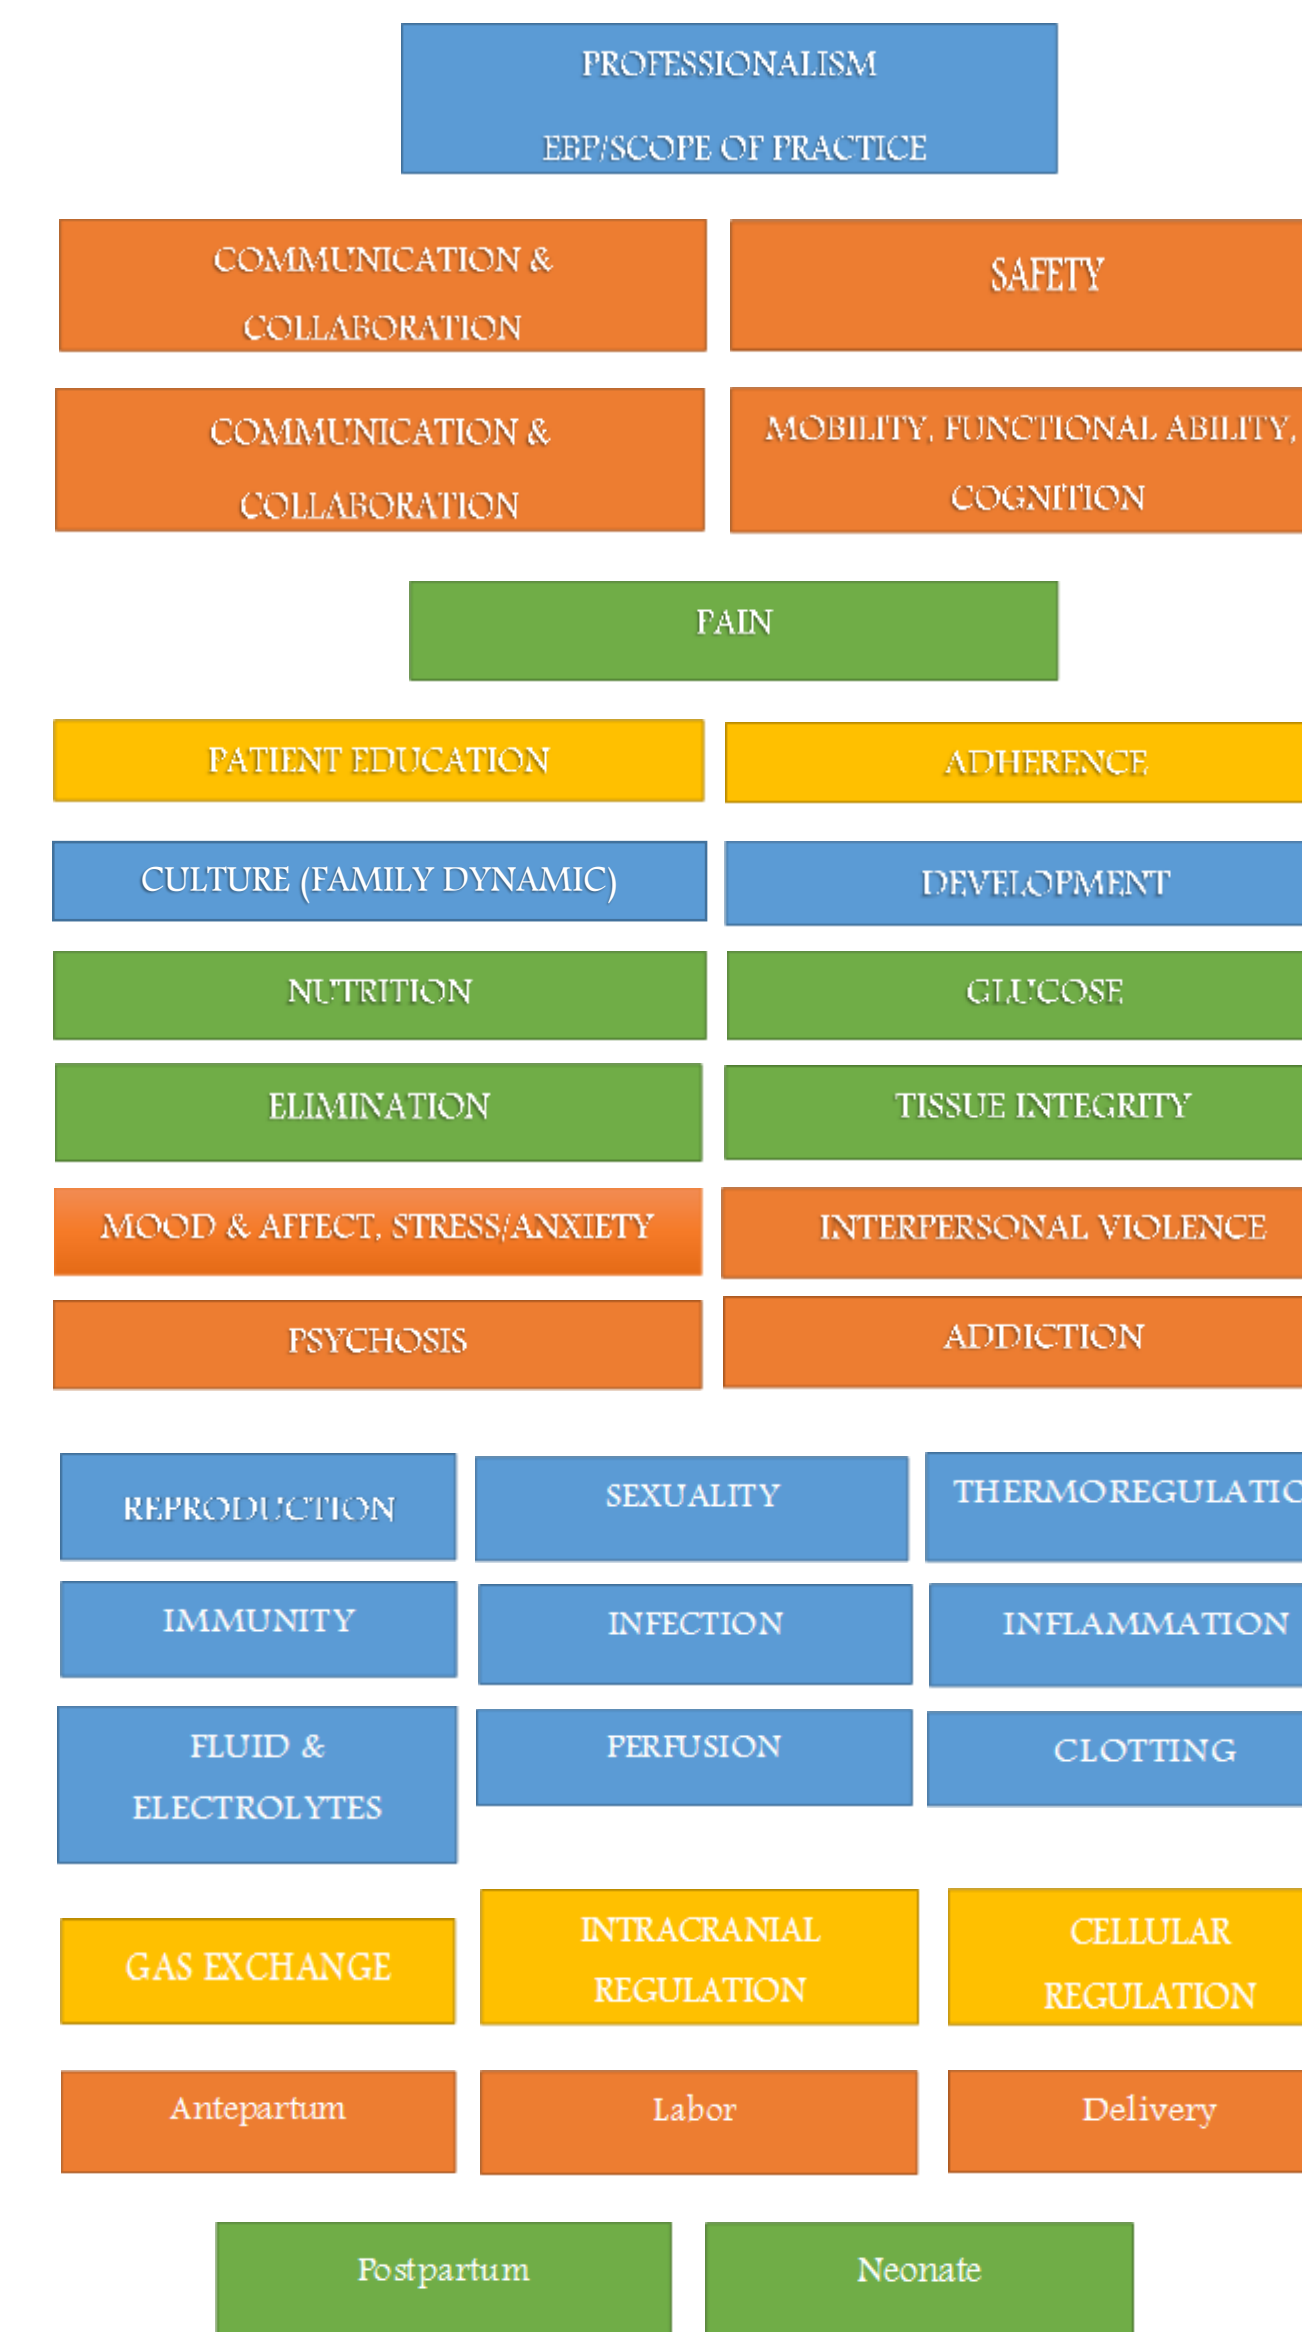 PROFESSIONALISM
EBP/SCOPE OF PRACTICE
COMMUNICATION &
COLLABORATION
SAFETY
COMMUNICATION &
COLLABORATION
MOBILITY, FUNCTIONAL ABILITY,
COGNITION
PAIN
PATIENT EDUCATION
ADHERENCE
CULTURE (FAMILY DYNAMIC)
DEVELOPMENT
NUTRITION
GLUCOSE
ELIMINATION
TISSUE INTEGRITY
MOOD & AFFECT, STRESS/ANXIETY
INTERPERSONAL VIOLENCE
PSYCHOSIS
ADDICTION
REPRODUCTION
SEXUALITY
THERMOREGULATIO
IMMUNITY
INFECTION
INFLAMMATION
FLUID &
ELECTROLYTES
PERFUSION
CLOTTING
GAS EXCHANGE
INTRACRANIAL
REGULATION
CELLULAR
REGULATION
Antepartum
Labor
Delivery
Postpartum
Neonate